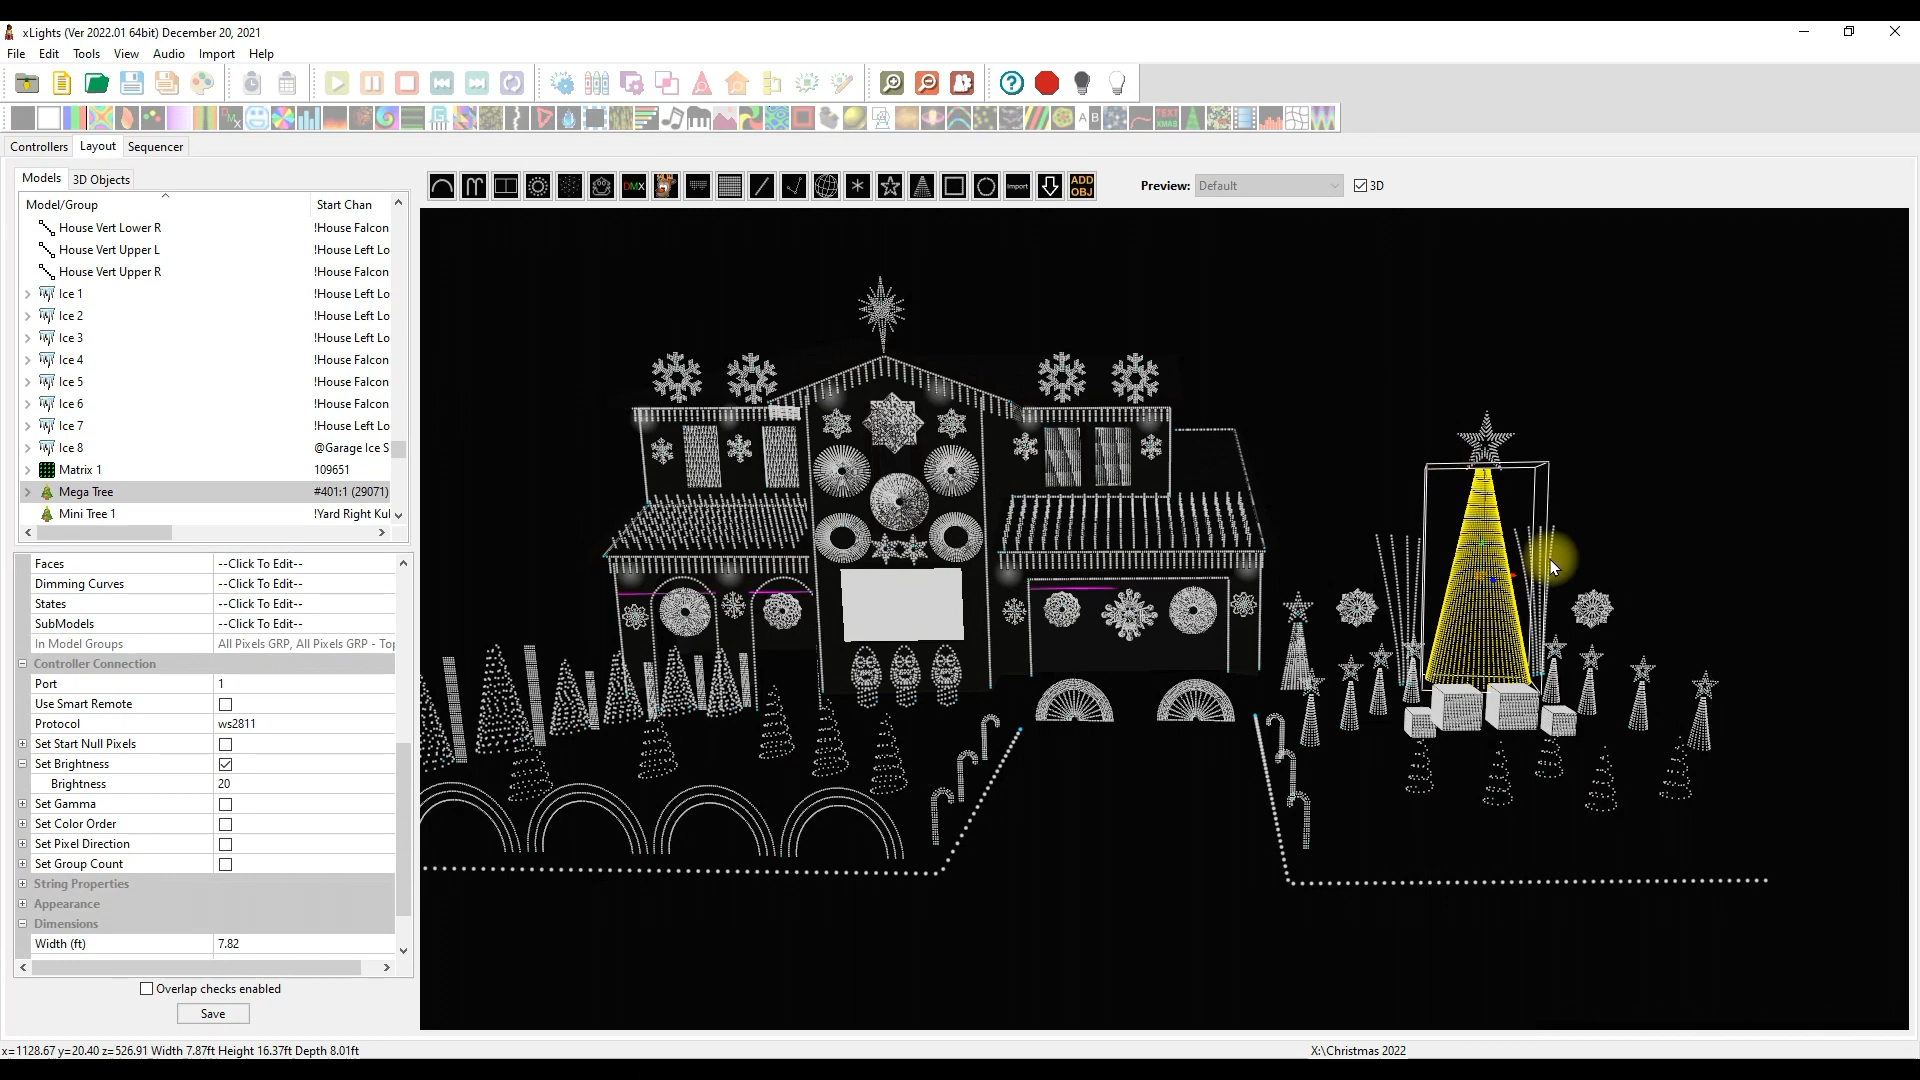 xLights (Ver 2022.01 64bit) December 20, 2021
File Edit Tools View Import Help
Controllers Layout Sequencer
Models 3D Objects
DMX Import ADD OBJ Preview: Default 3D
Model/Group Start Chan
House Vert Lower R !House Falcon
House Vert Upper L !House Left Lo
House Vert Upper R !House Falcon
Ice 1 !House Left Lo
Ice 2 !House Left Lo
Ice 3 !House Left Lo
Ice 4 !House Falcon
Ice 5 !House Falcon
Ice 6 !House Falcon
Ice 7 !House Left Lo
Ice 8 @Garage Ice S
Matrix 1 109651
Mega Tree #401:1 (29071)
Mini Tree 1 !Yard Right Kul
Faces --Click To Edit--
Dimming Curves --Click To Edit--
States --Click To Edit--
SubModels --Click To Edit--
In Model Groups All Pixels GRP, All Pixels GRP - Top
Controller Connection
Port 1
Use Smart Remote
Protocol ws2811
Set Start Null Pixels
Set Brightness
Brightness 20
Set Gamma
Set Color Order
Set Pixel Direction
Set Group Count
String Properties
Appearance
Dimensions
Width (ft) 7.82
Overlap checks enabled
Save
x=1128.67 y=20.40 z=526.91 Width 7.87ft Height 16.37ft Depth 8.01ft X:\Christmas 2022